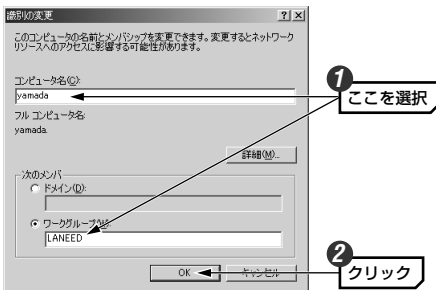 識別の変更
このコンピュータの名前とメンバシップを変更できます。変更するとネットワーク
リソースへのアクセスに影響する可能性があります。
コンピュータ名(C):
yamada
フル コンピュータ名:
yamada.
詳細(M)...
次のメンバ
ドメイン(D):
ワークグループ(W):
LANEED
OK
キャンセル
1
ここを選択
2
クリック